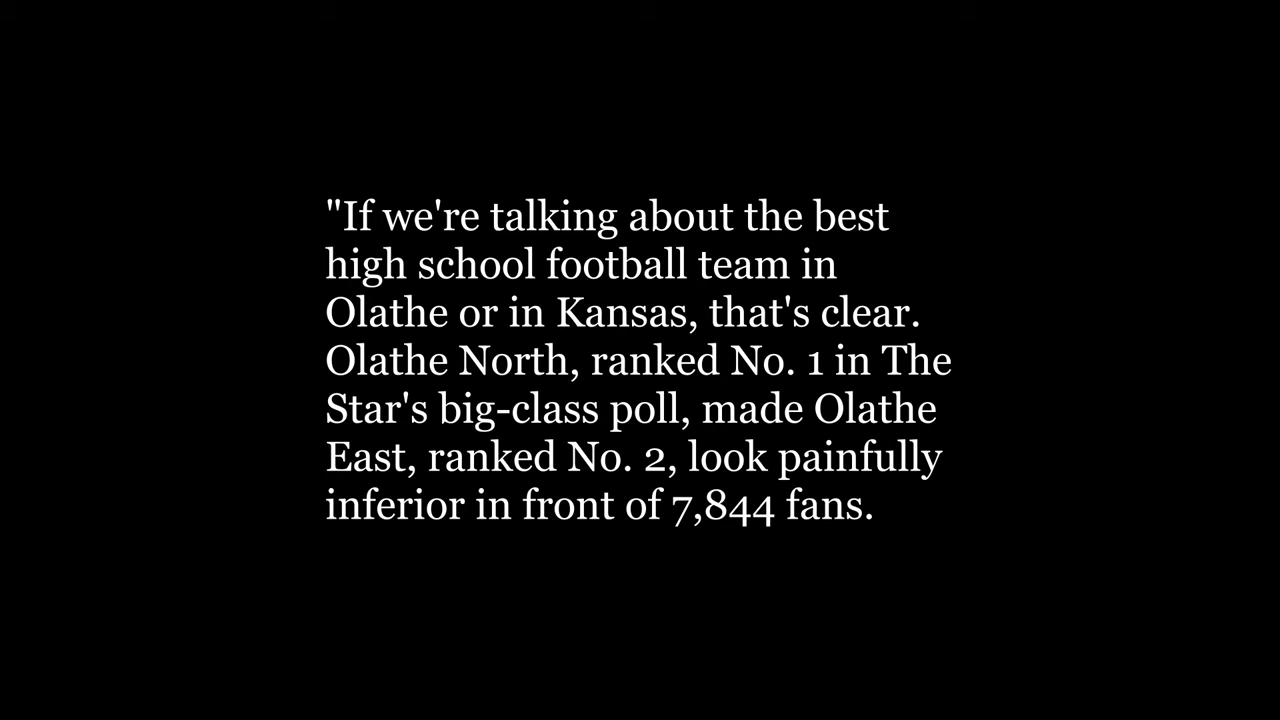 "If we're talking about the best
high school football team in
Olathe or in Kansas, that's clear.
Olathe North, ranked No. 1 in The
Star's big-class poll, made Olathe
East, ranked No. 2, look painfully
inferior in front of 7,844 fans.